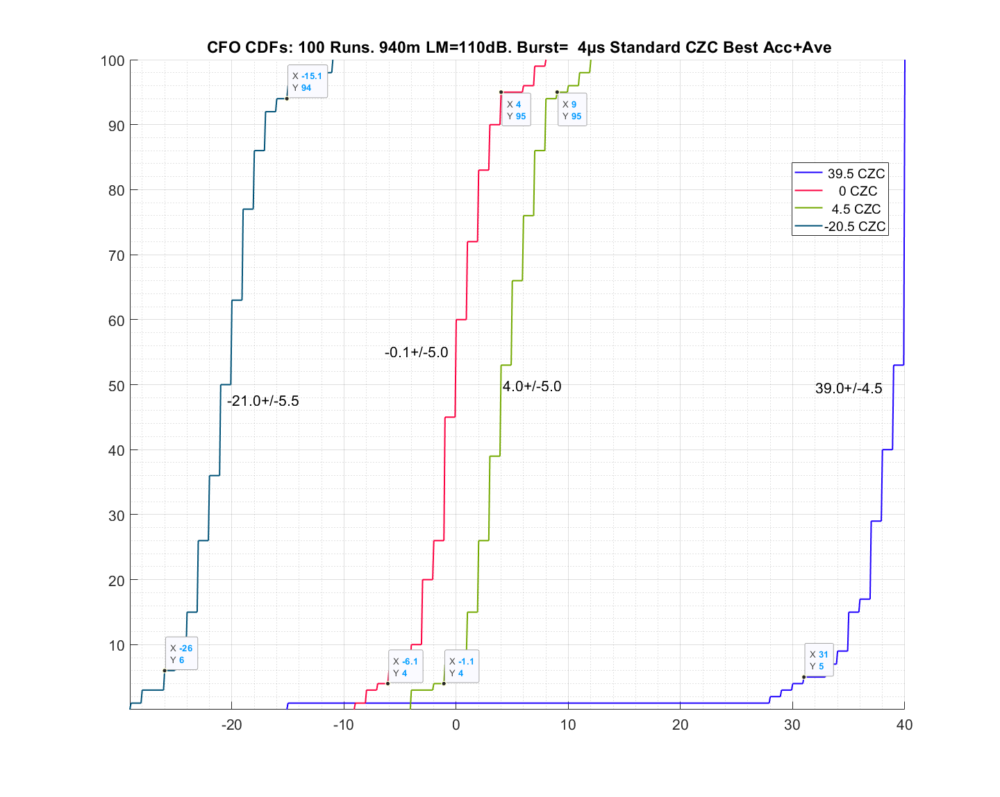 CFO CDFs: 100 Runs. 940m LM=110dB. Burst=  4µs Standard CZC Best Acc+Ave
100
90
80
70
60
50
40
30
20
10
X -15.1
Y 94
X 4
Y 95
X 9
Y 95
39.5 CZC
0 CZC
4.5 CZC
-20.5 CZC
-0.1+/-5.0
4.0+/-5.0
39.0+/-4.5
-21.0+/-5.5
X -26
Y 6
X -6.1
Y 4
X -1.1
Y 4
X 31
Y 5
-20
-10
0
10
20
30
40